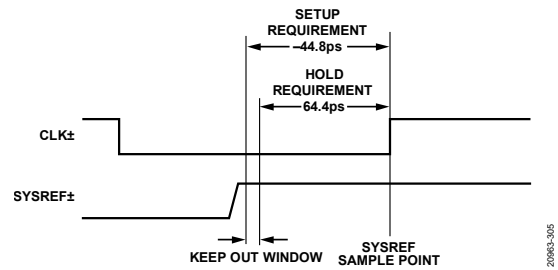 SETUP
REQUIREMENT
–44.8ps
HOLD
REQUIREMENT
64.4ps
CLK±
SYSREF±
KEEP OUT WINDOW
SYSREF
SAMPLE POINT
20963-305